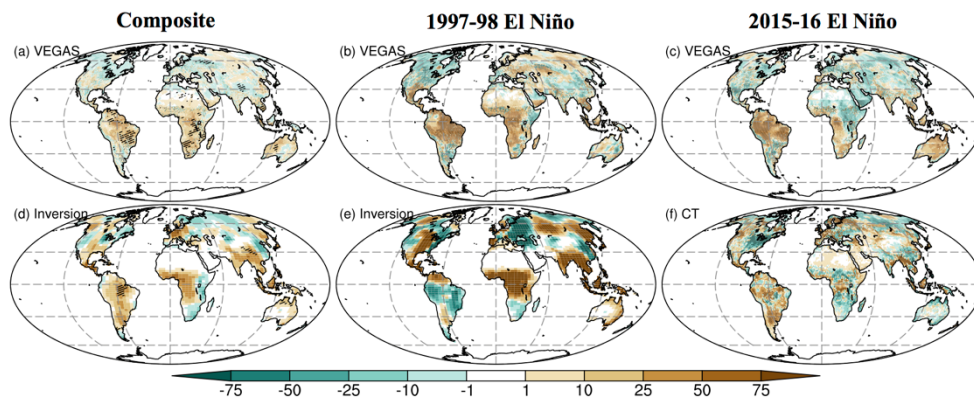 Composite 1997-98 El Niño 2015-16 El Niño
(a) VEGAS (b) VEGAS (c) VEGAS
(d) Inversion (e) Inversion (f) CT
-75 -50 -25 -10 -1 1 10 25 50 75